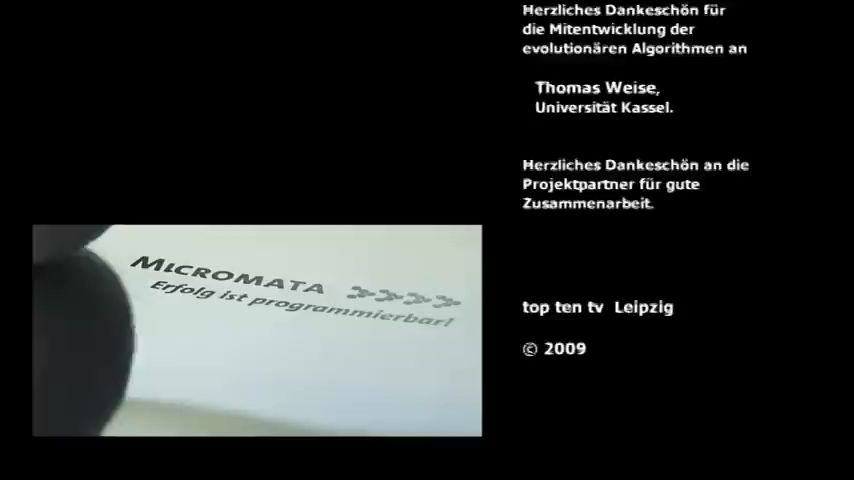 Herzliches Dankeschön für
die Mitentwicklung der
evolutionären Algorithmen an
Thomas Weise,
Universität Kassel.
Herzliches Dankeschön an die
Projektpartner für gute
Zusammenarbeit.
MICROMATA
Erfolg ist programmierbar!
top ten tv Leipzig
© 2009